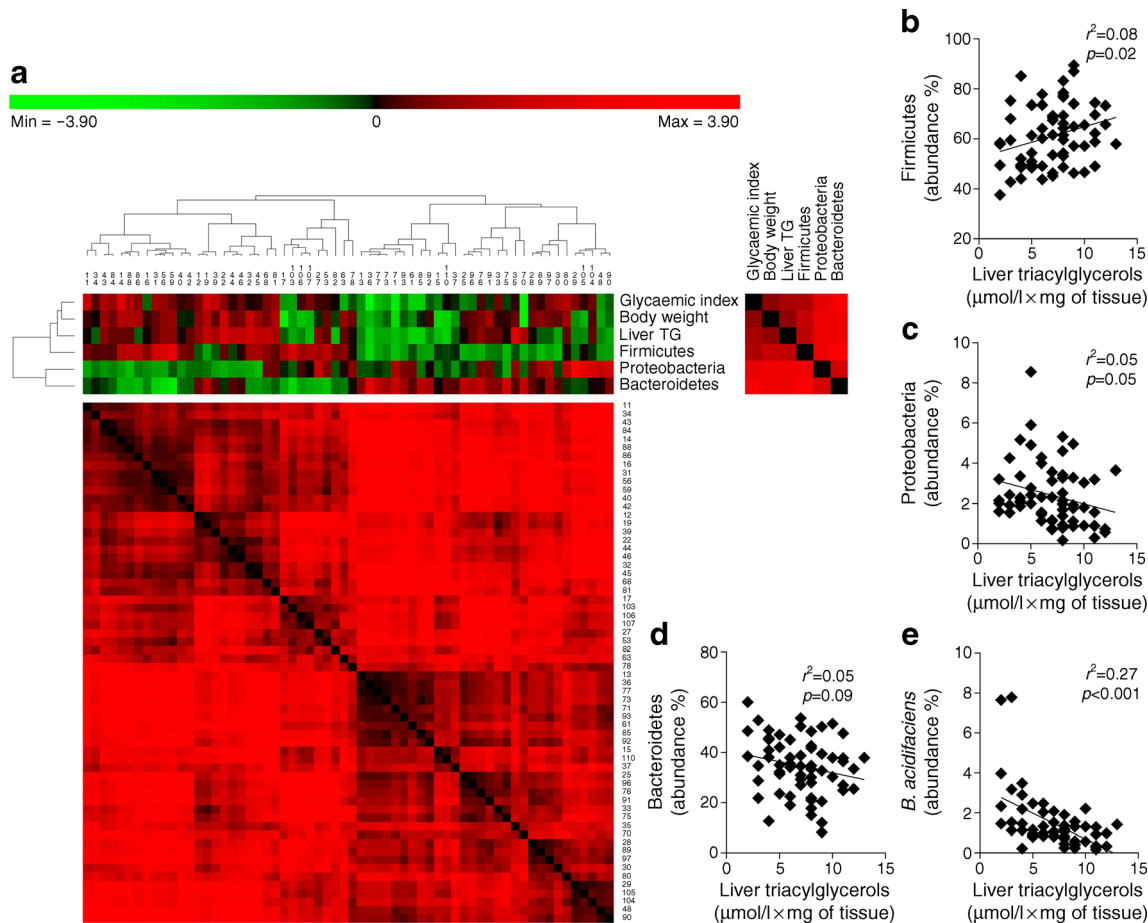 a
Min = −3.90
0
Max = 3.90
Glycaemic index
Body weight
Liver TG
Firmicutes
Proteobacteria
Bacteroidetes
Glycaemic index
Body weight
Liver TG
Firmicutes
Proteobacteria
Bacteroidetes
11
34
43
84
14
88
86
16
31
56
59
40
42
12
19
39
22
44
46
32
45
68
81
17
103
106
107
27
53
82
63
78
13
36
77
73
71
93
61
85
92
15
110
37
25
96
76
91
33
75
35
70
28
89
97
30
80
29
105
104
48
90
b
r²=0.08
p=0.02
100
80
60
40
20
0
5
10
15
Firmicutes
(abundance %)
Liver triacylglycerols
(μmol/l×mg of tissue)
c
r²=0.05
p=0.05
10
8
6
4
2
0
0
5
10
15
Proteobacteria
(abundance %)
Liver triacylglycerols
(μmol/l×mg of tissue)
d
r²=0.05
p=0.09
80
60
40
20
0
0
5
10
15
Bacteroidetes
(abundance %)
Liver triacylglycerols
(μmol/l×mg of tissue)
e
r²=0.27
p<0.001
10
8
6
4
2
0
0
5
10
15
B. acidifaciens
(abundance %)
Liver triacylglycerols
(μmol/l×mg of tissue)